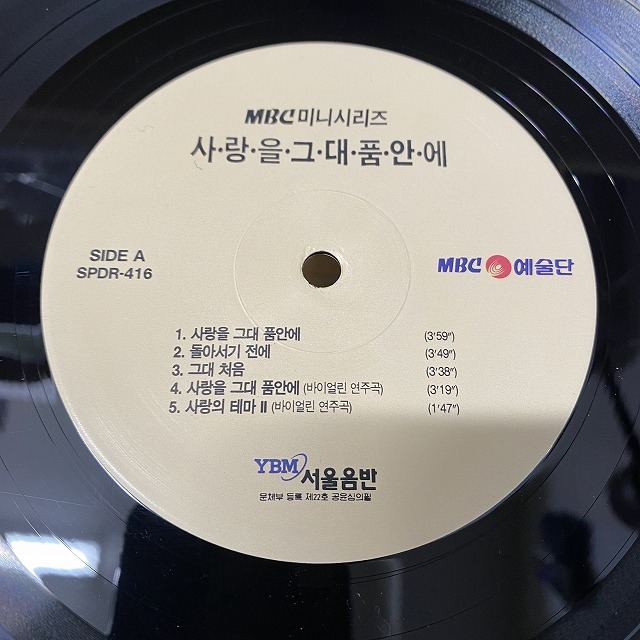 MBC미니시리즈
사·랑·을·그·대·품·안·에
SIDE A
SPDR-416
MBC 예술단
1. 사랑을 그대 품안에 (3'59")
2. 돌아서기 전에 (3'49")
3. 그대 처음 (3'38")
4. 사랑을 그대 품안에 (바이얼린 연주곡) (3'19")
5. 사랑의 테마 II (바이얼린 연주곡) (1'47")
YBM 서울음반
문체부 등록 제22호 공윤심의필